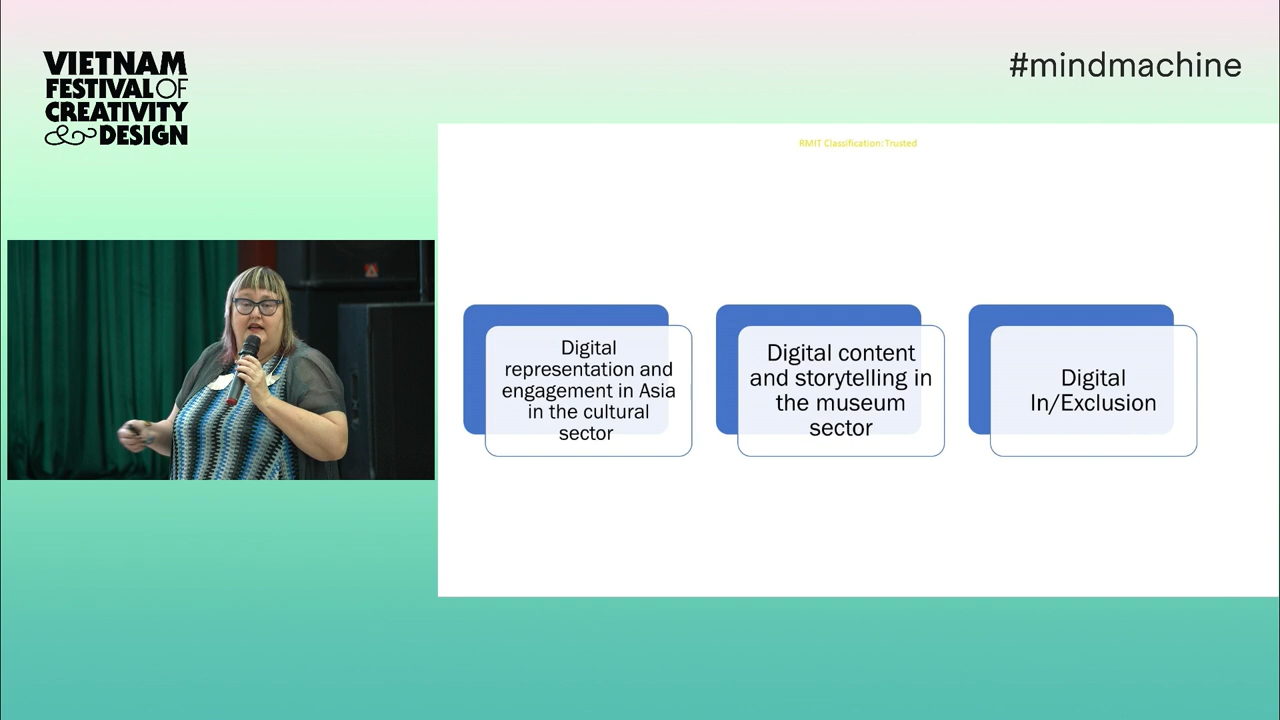 VIETNAM
FESTIVAL OF
CREATIVITY
& DESIGN
#mindmachine
RMIT Classification: Trusted
Digital
representation and
engagement in Asia
in the cultural
sector
Digital content
and storytelling in
the museum
sector
Digital
In/Exclusion